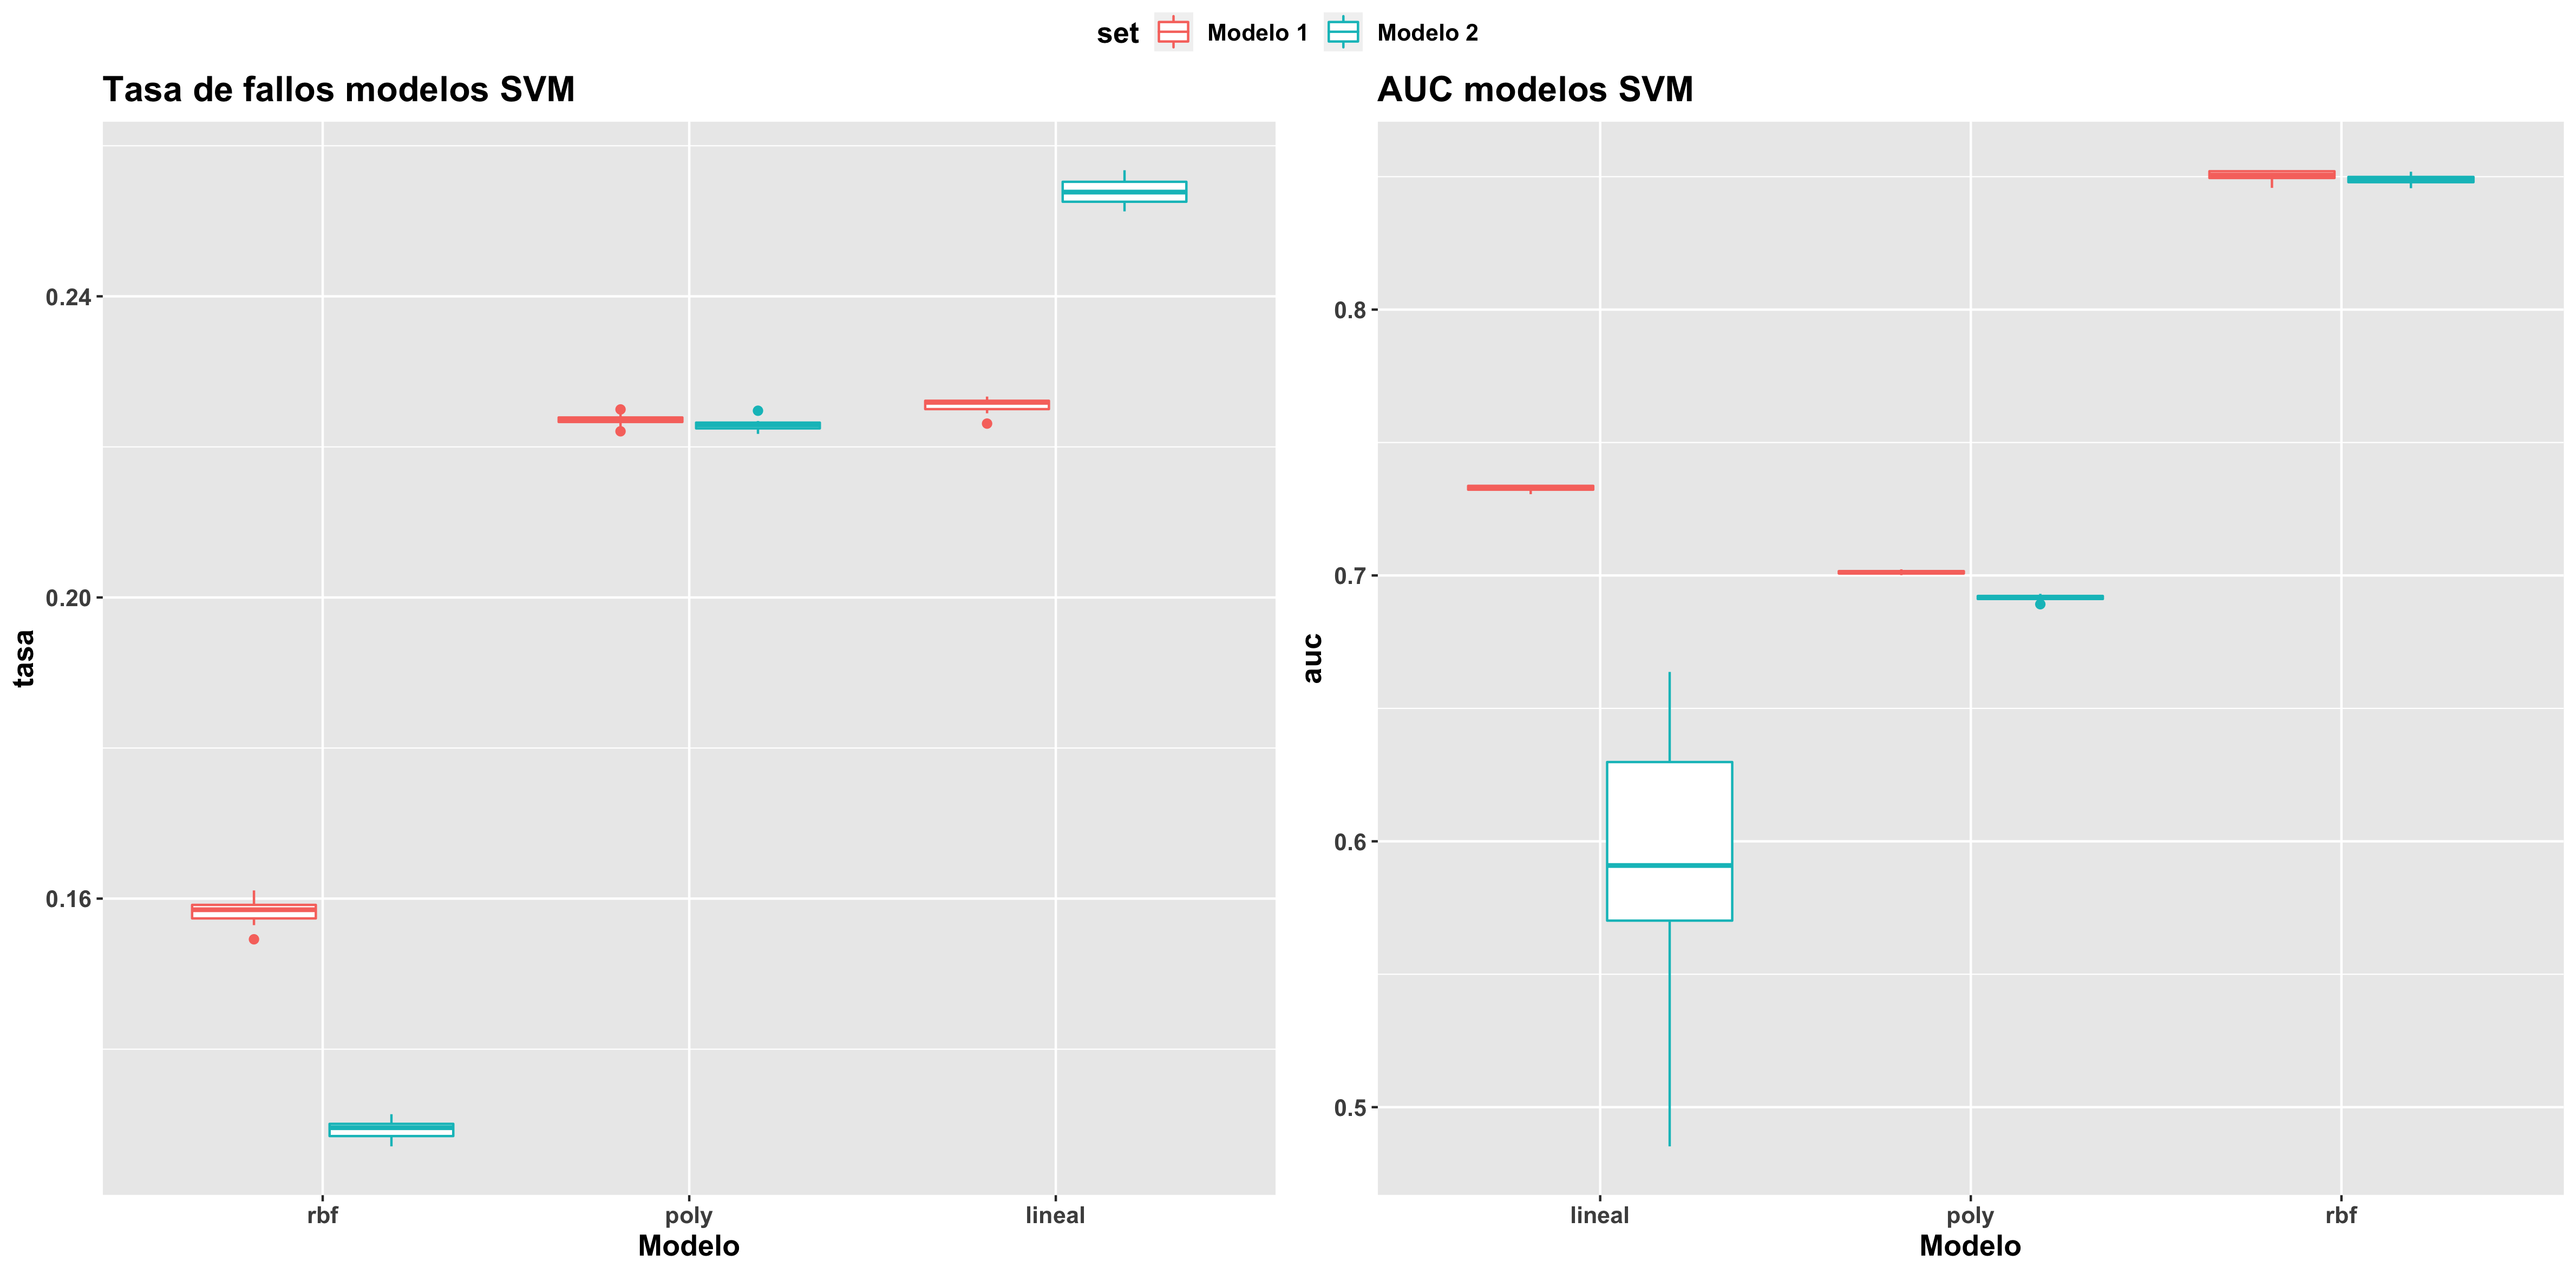 set Modelo 1 Modelo 2
Tasa de fallos modelos SVM
tasa
0.24
0.20
0.16
rbf poly lineal
Modelo
AUC modelos SVM
auc
0.8
0.7
0.6
0.5
lineal poly rbf
Modelo